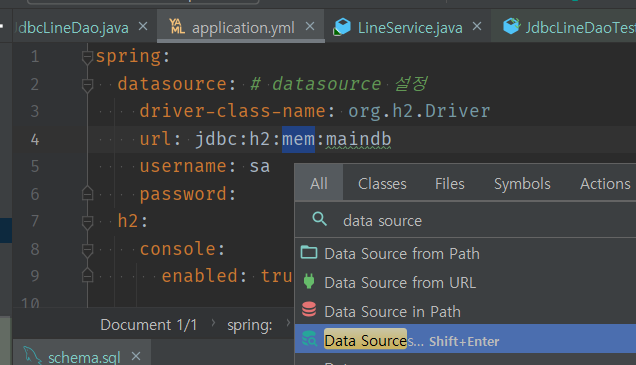 JdbcLineDao.java application.yml LineService.java JdbcLineDaoTest
1 spring:
2 datasource: # datasource 설정
3 driver-class-name: org.h2.Driver
4 url: jdbc:h2:mem:maindb
5 username: sa
6 password:
7 h2:
8 console:
9 enabled: tru
10
All Classes Files Symbols Actions
data source
Data Source from Path
Data Source from URL
Data Source in Path
Data Sources... Shift+Enter
Document 1/1 › spring: ›
schema.sql